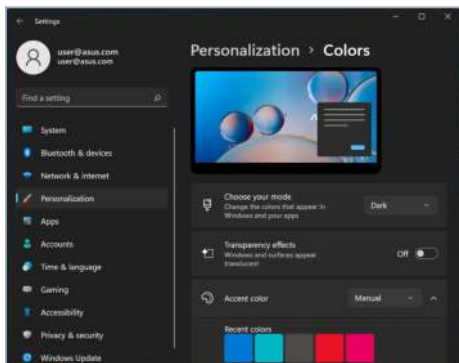 Settings
user@asus.com
user@asus.com
Find a setting
System
Bluetooth & devices
Network & internet
Personalization
Apps
Accounts
Time & language
Gaming
Accessibility
Privacy & security
Windows Update
Personalization > Colors
Choose your mode
Change the colors that appear in
Windows and your apps
Dark
Transparency effects
Windows and surfaces appear
translucent
Off
Accent color
Manual
Recent colors